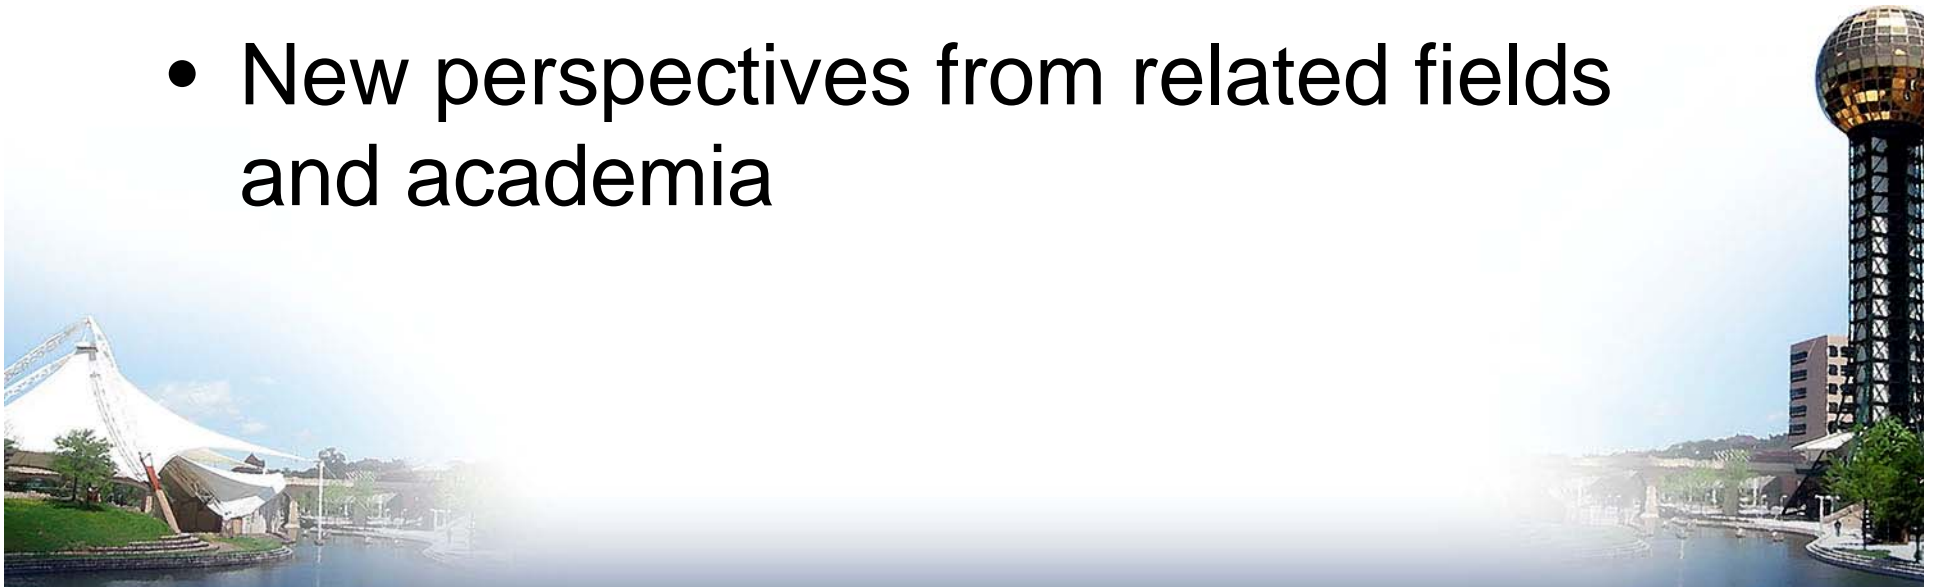 • New perspectives from related fields
and academia